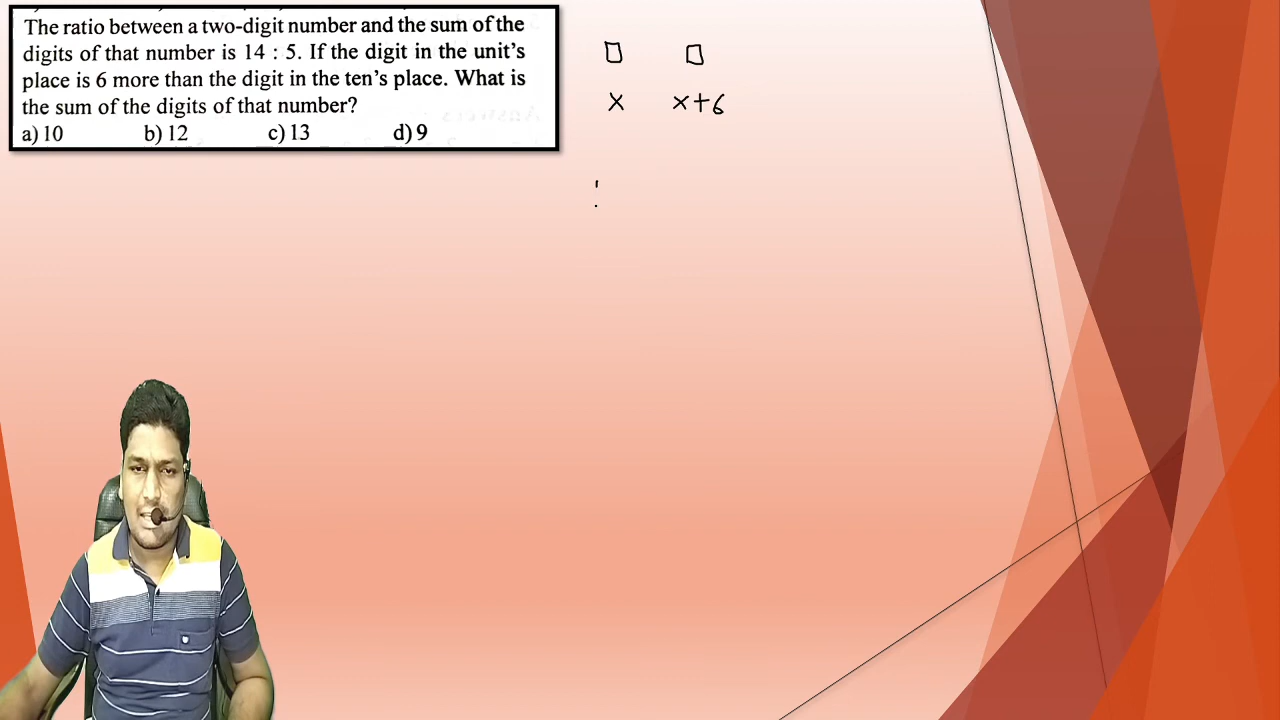 The ratio between a two-digit number and the sum of the
digits of that number is 14 : 5. If the digit in the unit's
place is 6 more than the digit in the ten's place. What is
the sum of the digits of that number?
a) 10 b) 12 c) 13 d) 9
x x+6